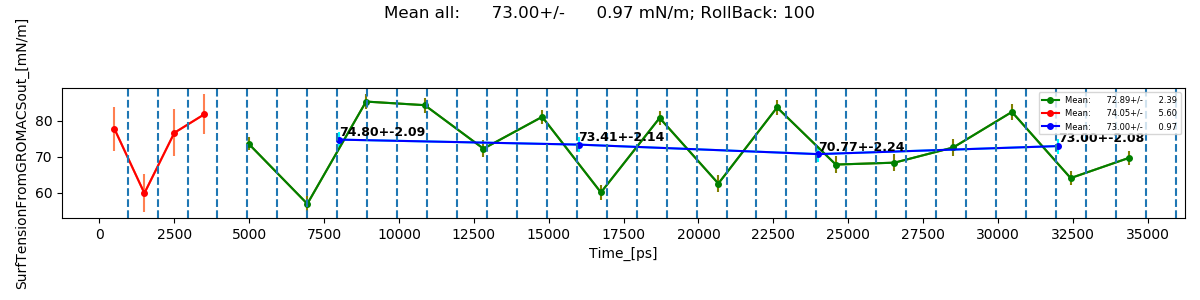 Mean all:      73.00+/-      0.97 mN/m; RollBack: 100
SurfTensionFromGROMACSout_[mN/m]
80
70
60
74.80+-2.09
73.41+-2.14
70.77+-2.24
73.00+-2.08
Mean:      72.89+/-      2.39
Mean:      74.05+/-      5.60
Mean:      73.00+/-      0.97
0 2500 5000 7500 10000 12500 15000 17500 20000 22500 25000 27500 30000 32500 35000
Time_[ps]